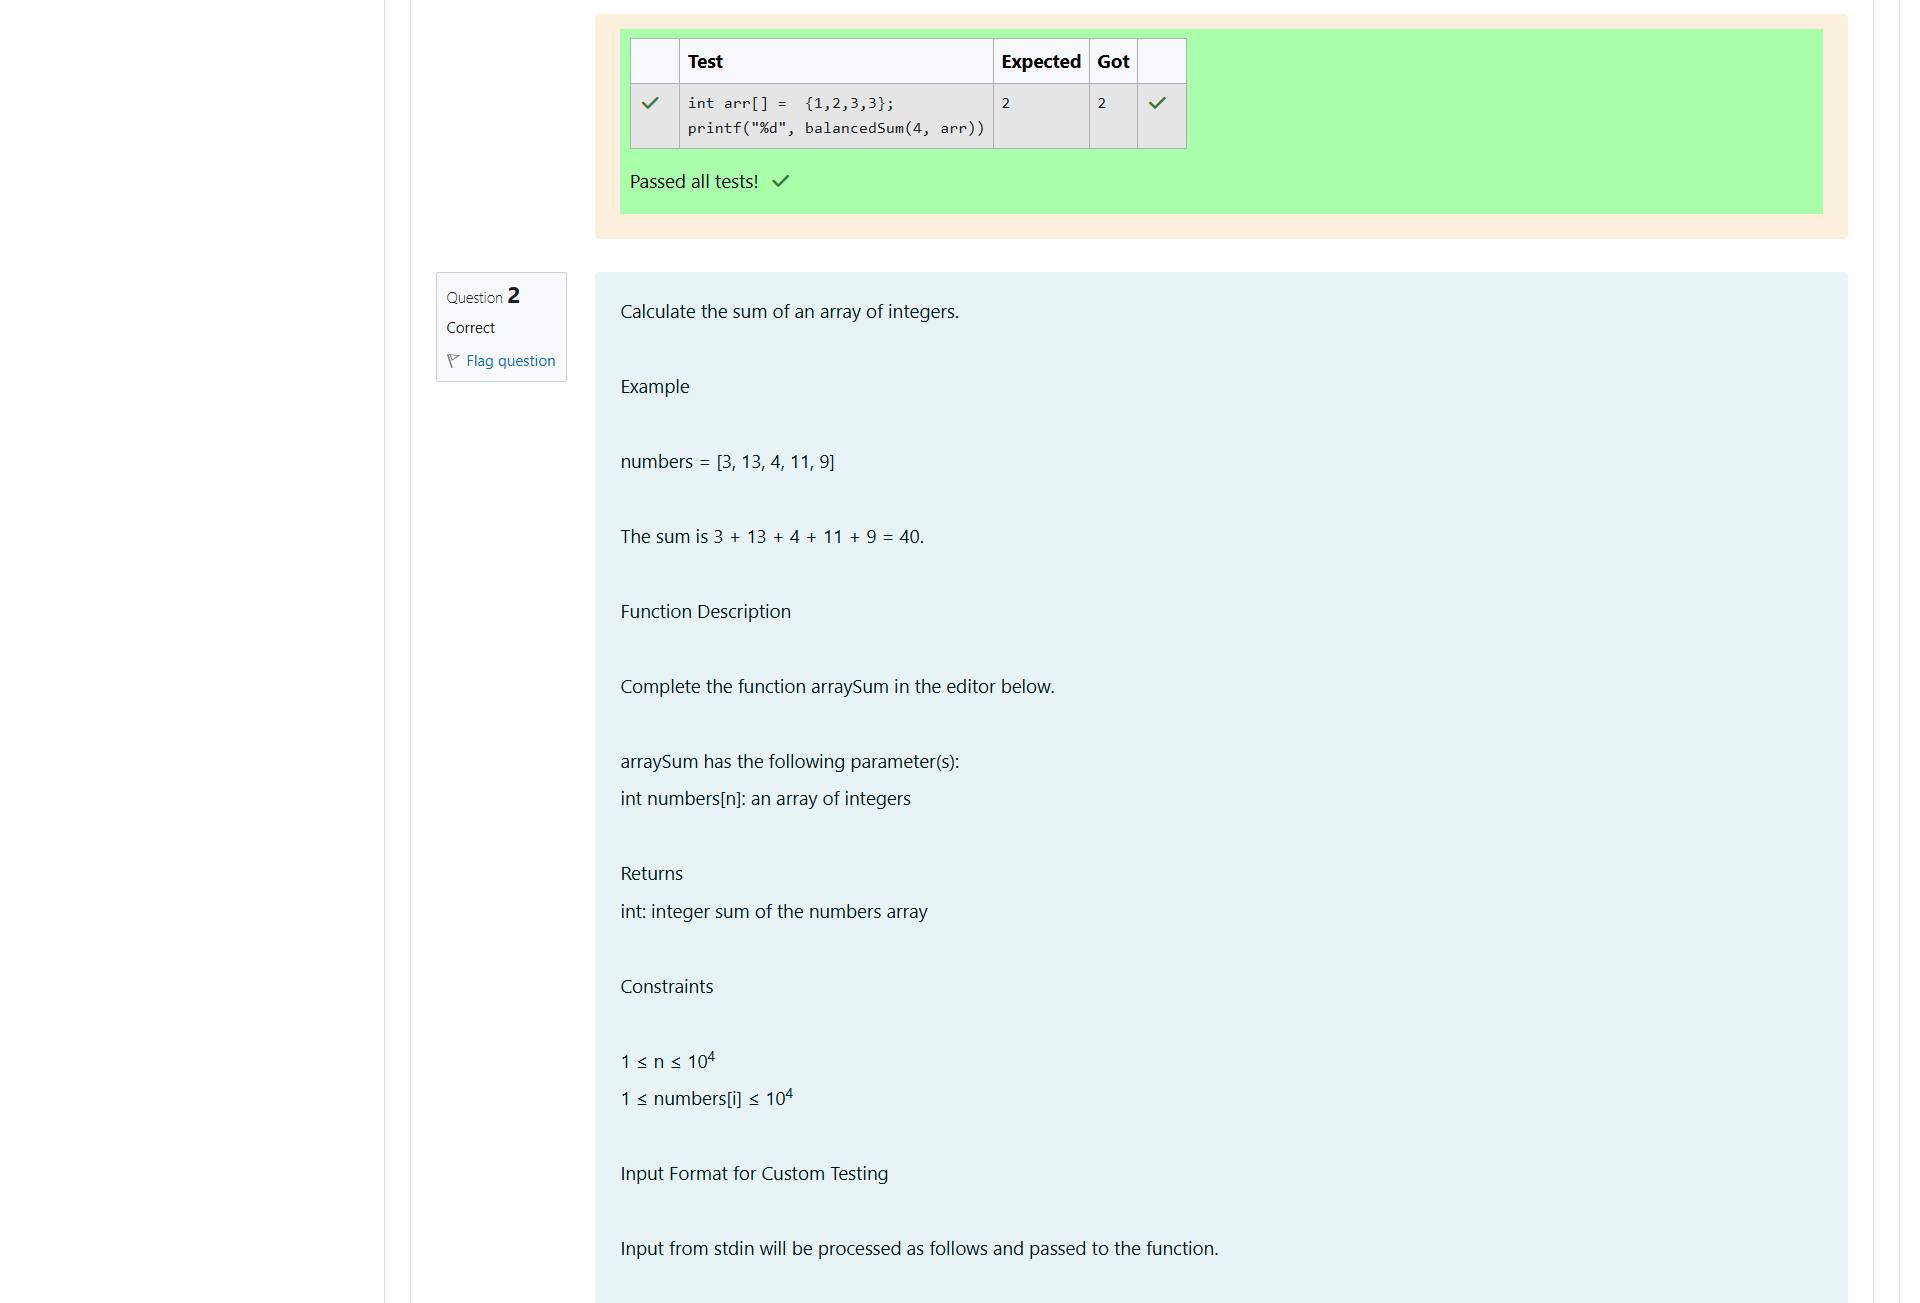 Test Expected Got
int arr[] =  {1,2,3,3}; 2 2
printf("%d", balancedSum(4, arr))
Passed all tests!
Question 2
Correct
Flag question
Calculate the sum of an array of integers.
Example
numbers = [3, 13, 4, 11, 9]
The sum is 3 + 13 + 4 + 11 + 9 = 40.
Function Description
Complete the function arraySum in the editor below.
arraySum has the following parameter(s):
int numbers[n]: an array of integers
Returns
int: integer sum of the numbers array
Constraints
1 ≤ n ≤ 10⁴
1 ≤ numbers[i] ≤ 10⁴
Input Format for Custom Testing
Input from stdin will be processed as follows and passed to the function.